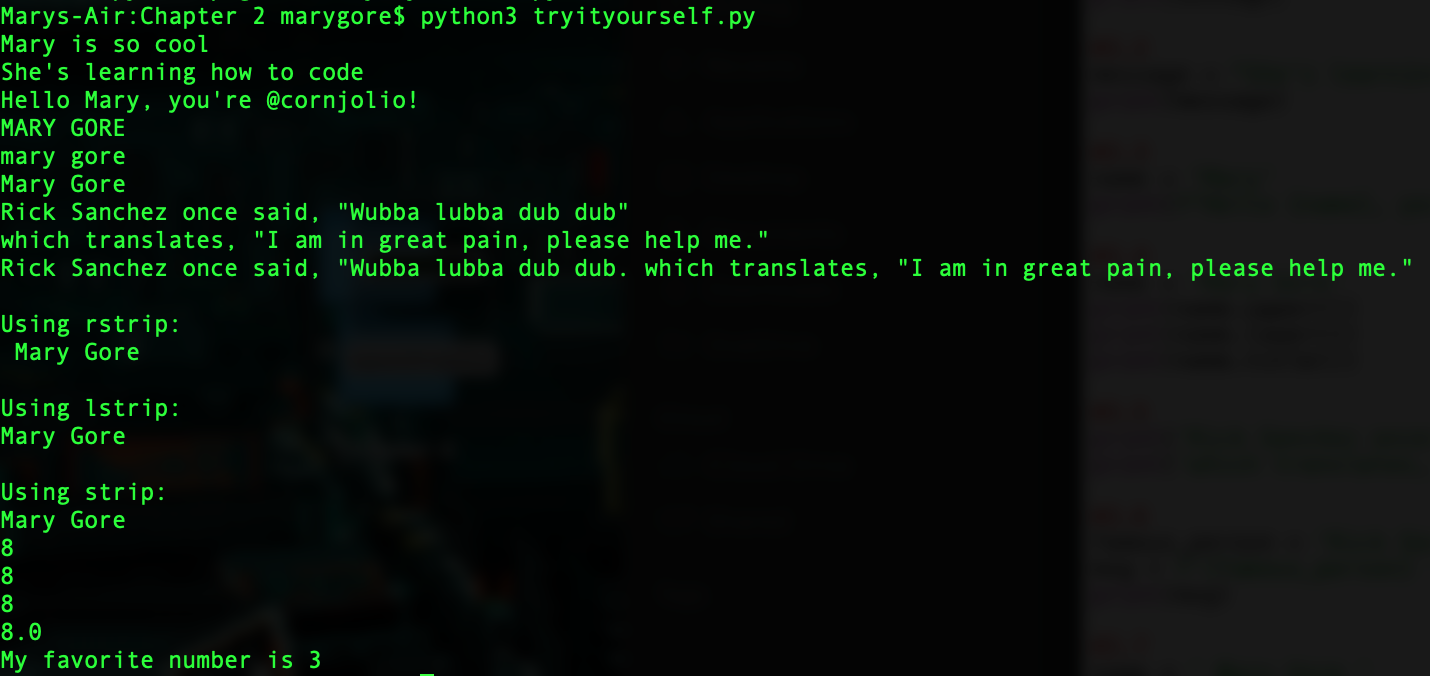 Marys-Air:Chapter 2 marygore$ python3 tryityourself.py
Mary is so cool
She's learning how to code
Hello Mary, you're @cornjolio!
MARY GORE
mary gore
Mary Gore
Rick Sanchez once said, "Wubba lubba dub dub"
which translates, "I am in great pain, please help me."
Rick Sanchez once said, "Wubba lubba dub dub. which translates, "I am in great pain, please help me."
Using rstrip:
 Mary Gore
Using lstrip:
Mary Gore
Using strip:
Mary Gore
8
8
8
8.0
My favorite number is 3